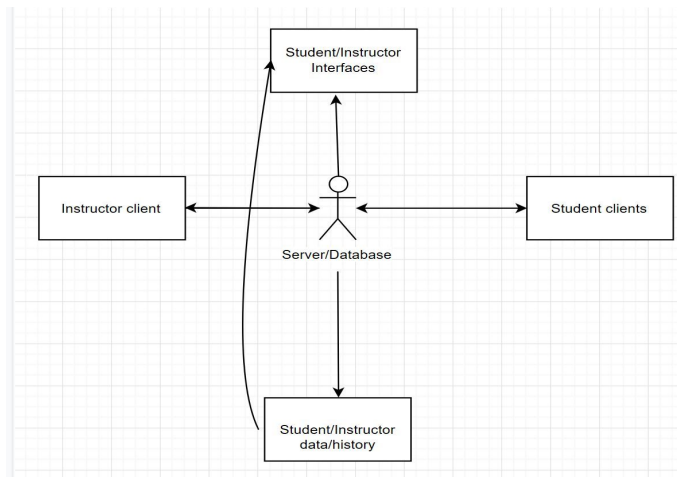 Student/Instructor
Interfaces
Instructor client
Student clients
Server/Database
Student/Instructor
data/history